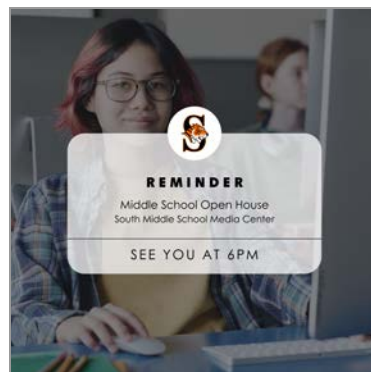 S
REMINDER
Middle School Open House
South Middle School Media Center
SEE YOU AT 6PM